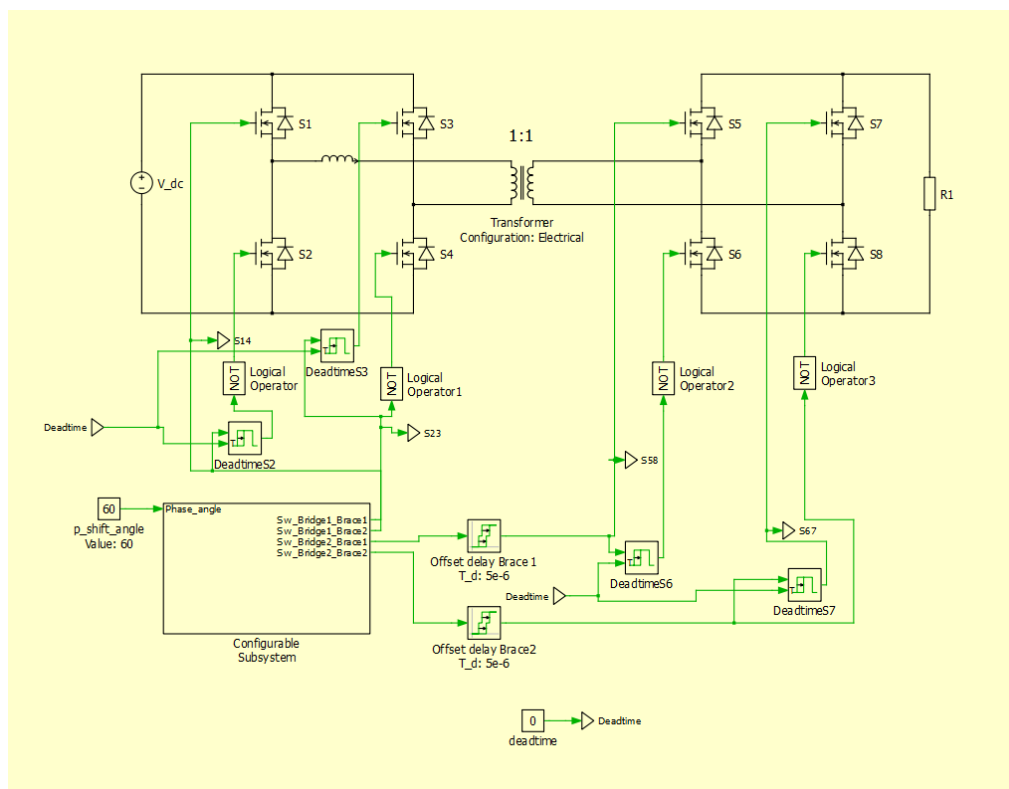 S1
S3
1:1
S5
S7
V_dc
R1
Transformer
Configuration: Electrical
S2
S4
S6
S8
S14
T
DeadtimeS3
NOT
Logical
Operator
NOT
Logical
Operator1
NOT
Logical
Operator2
NOT
Logical
Operator3
Deadtime
T
DeadtimeS2
S23
S58
60
p_shift_angle
Value: 60
Phase_angle
Sw_Bridge1_Brace1
Sw_Bridge1_Brace2
Sw_Bridge2_Brace1
Sw_Bridge2_Brace2
Configurable
Subsystem
Offset delay Brace 1
T_d: 5e-6
T
DeadtimeS6
S67
Deadtime
T
DeadtimeS7
Offset delay Brace2
T_d: 5e-6
0
deadtime
Deadtime